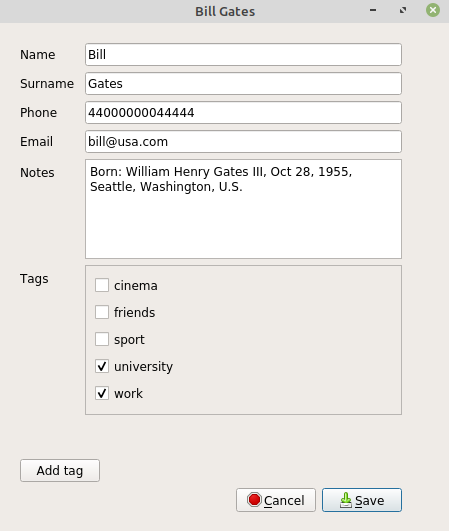 Bill Gates
Name Bill
Surname Gates
Phone 44000000044444
Email bill@usa.com
Notes Born: William Henry Gates III, Oct 28, 1955,
Seattle, Washington, U.S.
Tags
cinema
friends
sport
university
work
Add tag
Cancel Save